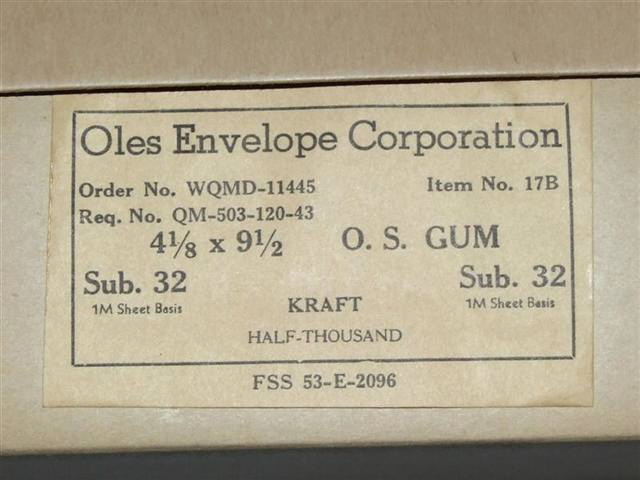 Oles Envelope Corporation
Order No. WQMD-11445 Item No. 17B
Req. No. QM-503-120-43
4⅛ x 9½ O. S. GUM
Sub. 32 Sub. 32
1M Sheet Basis KRAFT 1M Sheet Basis
HALF-THOUSAND
FSS 53-E-2096